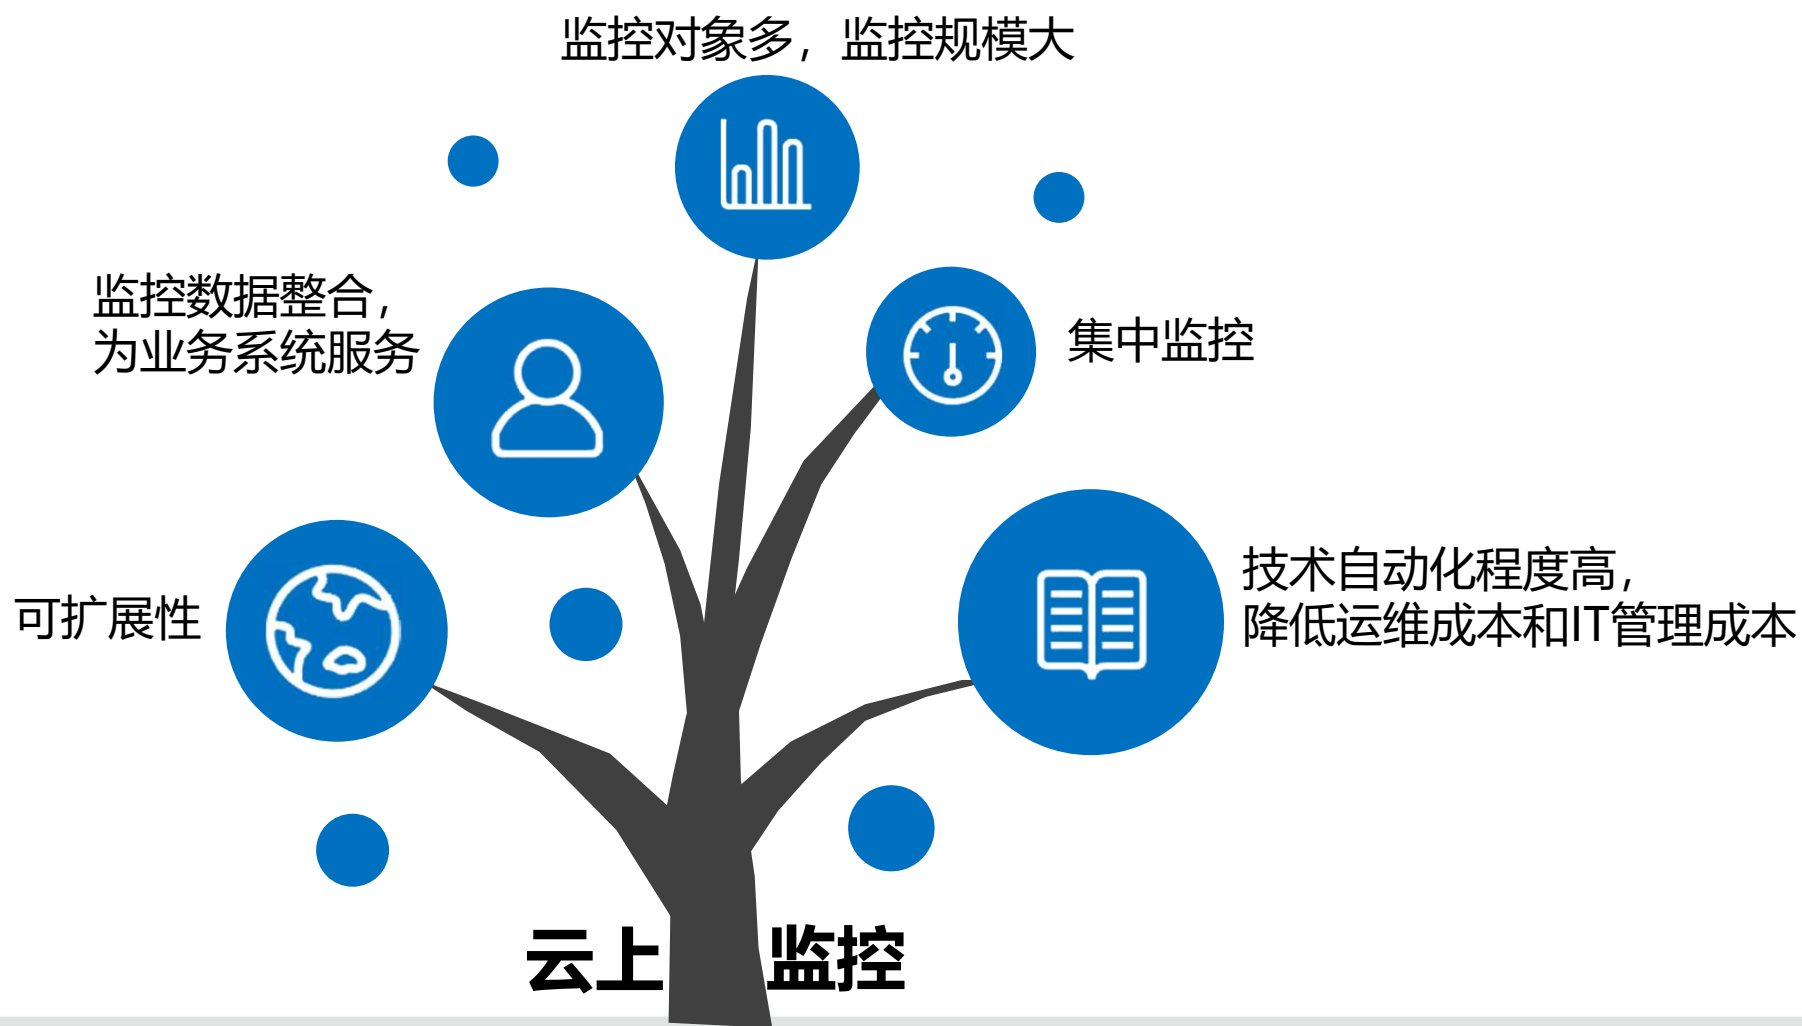 监控对象多，监控规模大
监控数据整合，
为业务系统服务
集中监控
可扩展性
技术自动化程度高，
降低运维成本和IT管理成本
云上监控